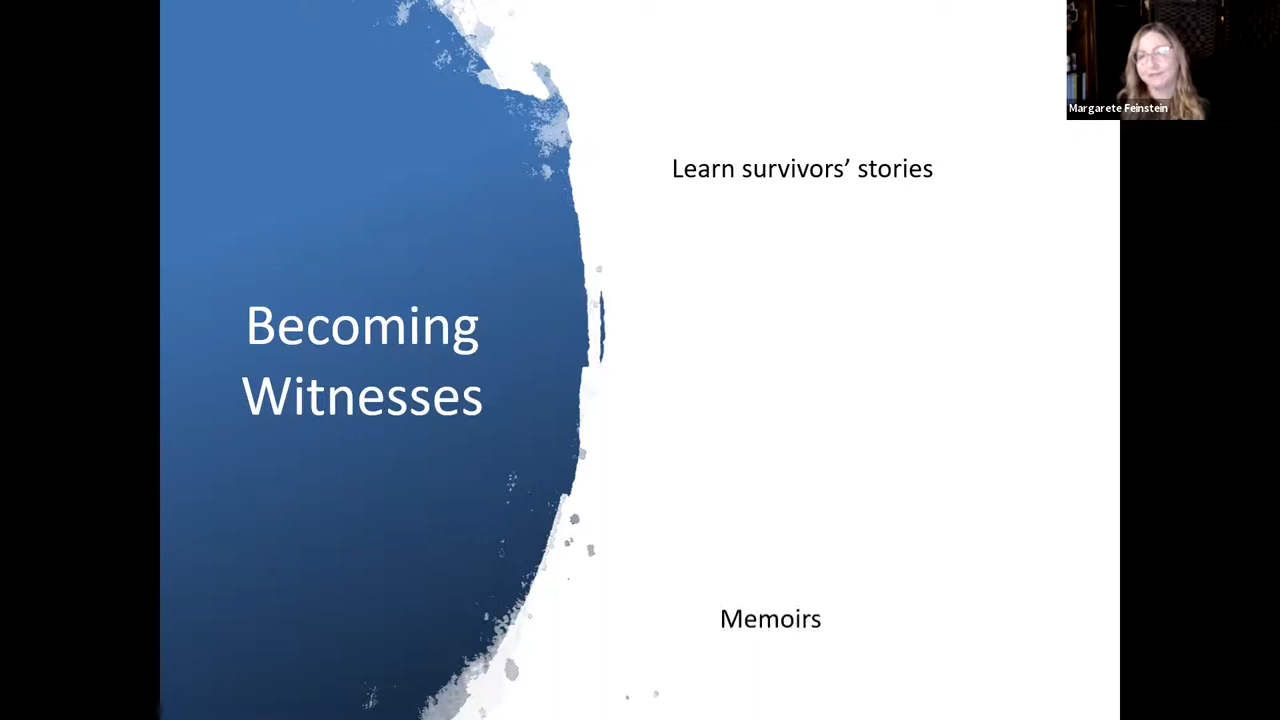 Margarete Feinstein
Learn survivors’ stories
Becoming
Witnesses
Memoirs